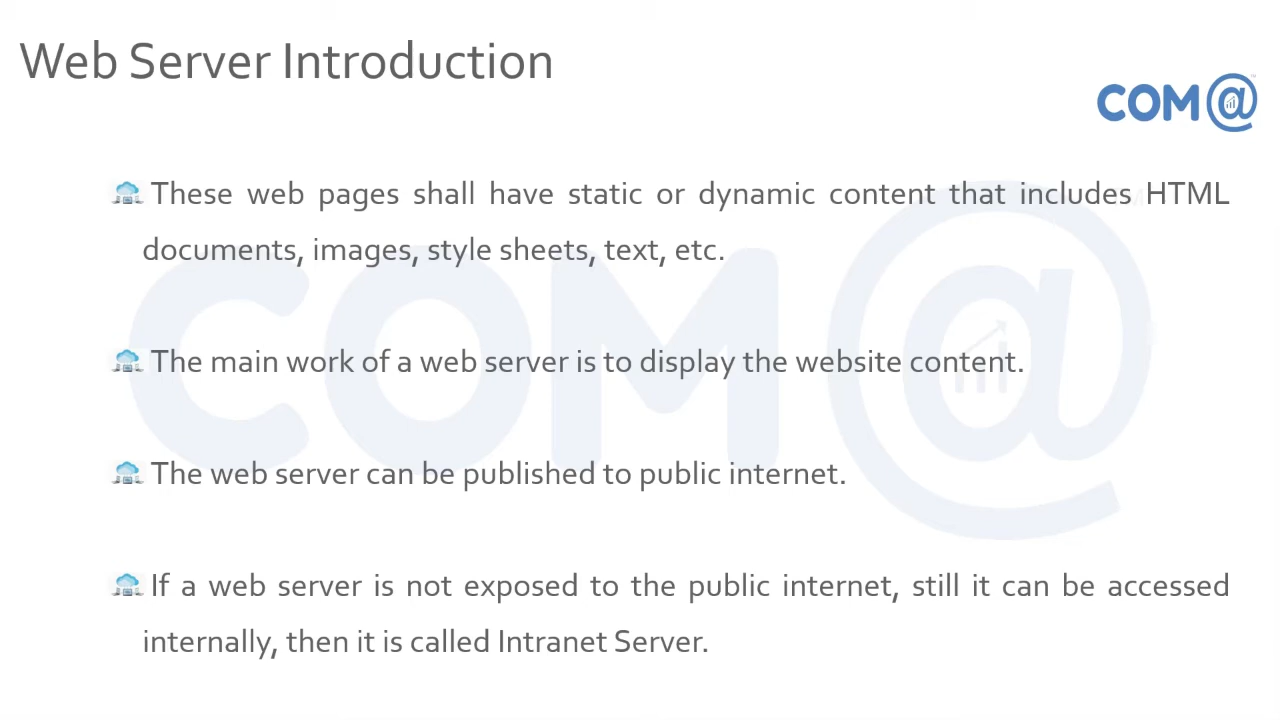 Web Server Introduction
COM@
These web pages shall have static or dynamic content that includes HTML
documents, images, style sheets, text, etc.
The main work of a web server is to display the website content.
The web server can be published to public internet.
If a web server is not exposed to the public internet, still it can be accessed
internally, then it is called Intranet Server.